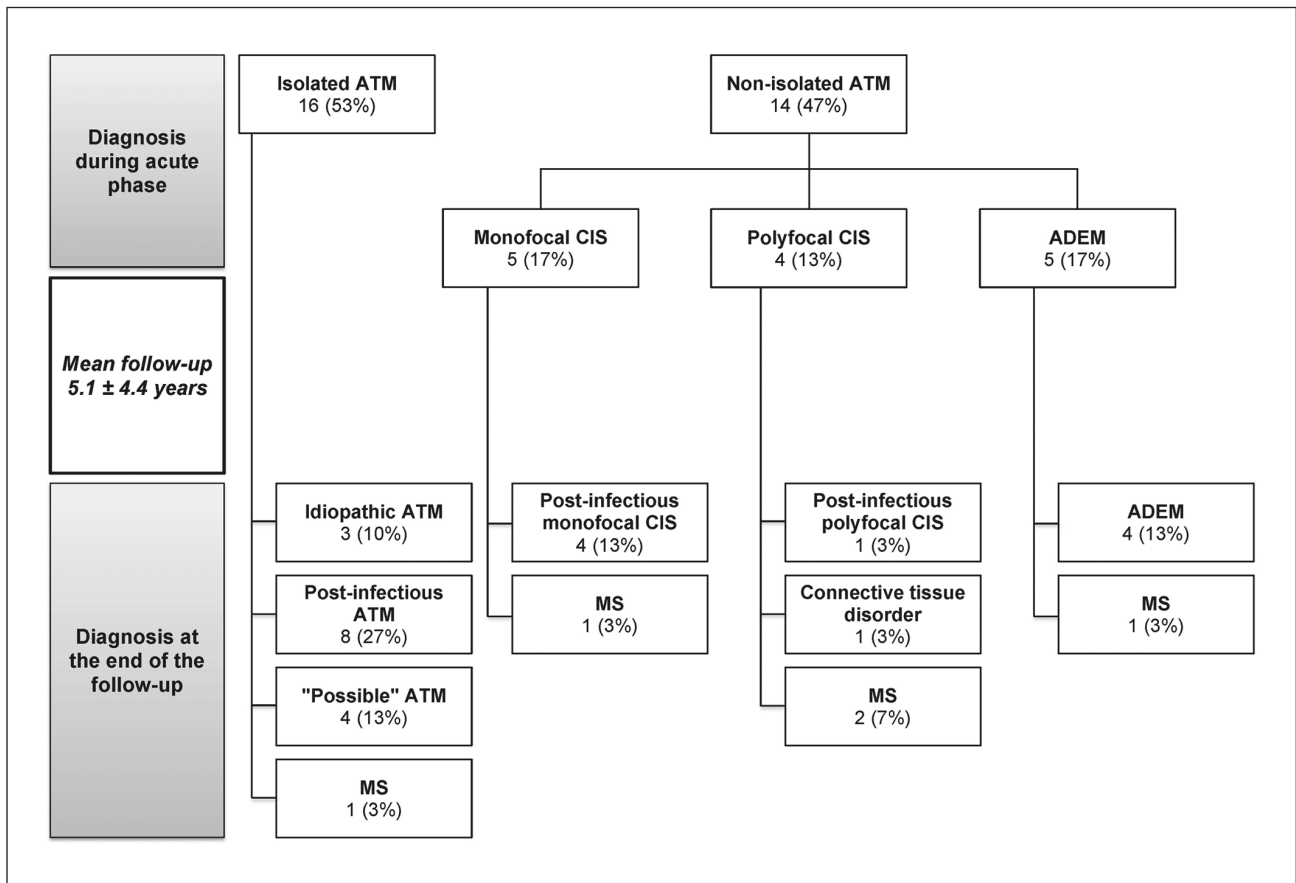 Diagnosis
during acute
phase
Isolated ATM
16 (53%)
Non-isolated ATM
14 (47%)
Monofocal CIS
5 (17%)
Polyfocal CIS
4 (13%)
ADEM
5 (17%)
Mean follow-up
5.1 ± 4.4 years
Diagnosis at
the end of the
follow-up
Idiopathic ATM
3 (10%)
Post-infectious
ATM
8 (27%)
"Possible" ATM
4 (13%)
MS
1 (3%)
Post-infectious
monofocal CIS
4 (13%)
MS
1 (3%)
Post-infectious
polyfocal CIS
1 (3%)
Connective tissue
disorder
1 (3%)
MS
2 (7%)
ADEM
4 (13%)
MS
1 (3%)